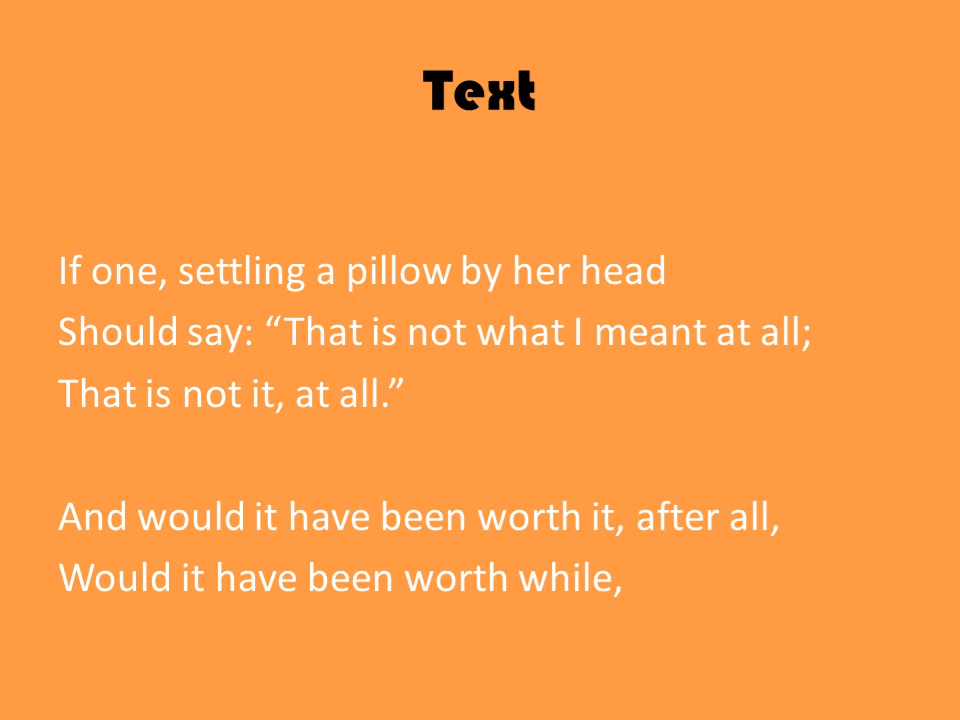 Text
If one, settling a pillow by her head
Should say: “That is not what I meant at all;
That is not it, at all.”
And would it have been worth it, after all,
Would it have been worth while,